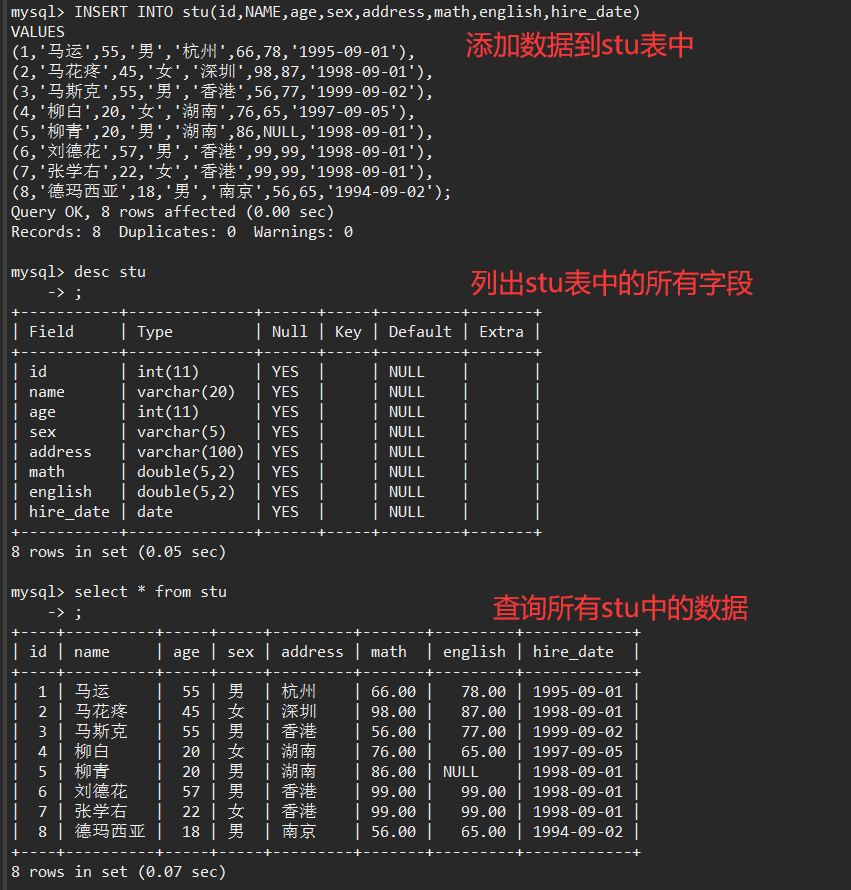 mysql> INSERT INTO stu(id,NAME,age,sex,address,math,english,hire_date)
VALUES
添加数据到stu表中
(1,'马运',55,'男','杭州',66,78,'1995-09-01'),
(2,'马花疼',45,'女','深圳',98,87,'1998-09-01'),
(3,'马斯克',55,'男','香港',56,77,'1999-09-02'),
(4,'柳白',20,'女','湖南',76,65,'1997-09-05'),
(5,'柳青',20,'男','湖南',86,NULL,'1998-09-01'),
(6,'刘德花',57,'男','香港',99,99,'1998-09-01'),
(7,'张学右',22,'女','香港',99,99,'1998-09-01'),
(8,'德玛西亚',18,'男','南京',56,65,'1994-09-02');
Query OK, 8 rows affected (0.00 sec)
Records: 8  Duplicates: 0  Warnings: 0
mysql> desc stu
列出stu表中的所有字段
    -> ;
+-----------+--------------+------+-----+---------+-------+
| Field     | Type         | Null | Key | Default | Extra |
+-----------+--------------+------+-----+---------+-------+
| id        | int(11)      | YES  |     | NULL    |       |
| name      | varchar(20)  | YES  |     | NULL    |       |
| age       | int(11)      | YES  |     | NULL    |       |
| sex       | varchar(5)   | YES  |     | NULL    |       |
| address   | varchar(100) | YES  |     | NULL    |       |
| math      | double(5,2)  | YES  |     | NULL    |       |
| english   | double(5,2)  | YES  |     | NULL    |       |
| hire_date | date         | YES  |     | NULL    |       |
+-----------+--------------+------+-----+---------+-------+
8 rows in set (0.05 sec)
mysql> select * from stu
查询所有stu中的数据
    -> ;
+----+----------+-----+-----+---------+-------+---------+------------+
| id | name     | age | sex | address | math  | english | hire_date  |
+----+----------+-----+-----+---------+-------+---------+------------+
|  1 | 马运     |  55 | 男  | 杭州    | 66.00 |   78.00 | 1995-09-01 |
|  2 | 马花疼   |  45 | 女  | 深圳    | 98.00 |   87.00 | 1998-09-01 |
|  3 | 马斯克   |  55 | 男  | 香港    | 56.00 |   77.00 | 1999-09-02 |
|  4 | 柳白     |  20 | 女  | 湖南    | 76.00 |   65.00 | 1997-09-05 |
|  5 | 柳青     |  20 | 男  | 湖南    | 86.00 | NULL    | 1998-09-01 |
|  6 | 刘德花   |  57 | 男  | 香港    | 99.00 |   99.00 | 1998-09-01 |
|  7 | 张学右   |  22 | 女  | 香港    | 99.00 |   99.00 | 1998-09-01 |
|  8 | 德玛西亚 |  18 | 男  | 南京    | 56.00 |   65.00 | 1994-09-02 |
+----+----------+-----+-----+---------+-------+---------+------------+
8 rows in set (0.07 sec)